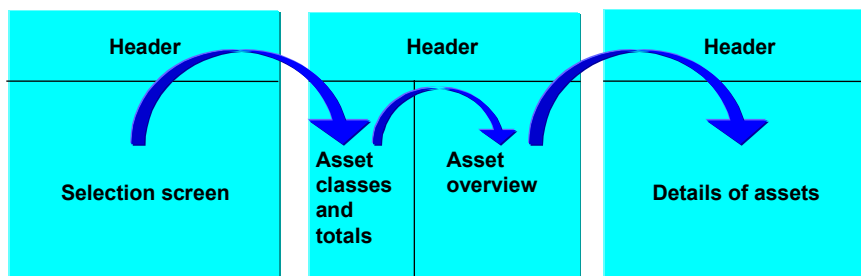 Header
Selection screen
Header
Asset
classes
and
totals
Asset
overview
Header
Details of assets